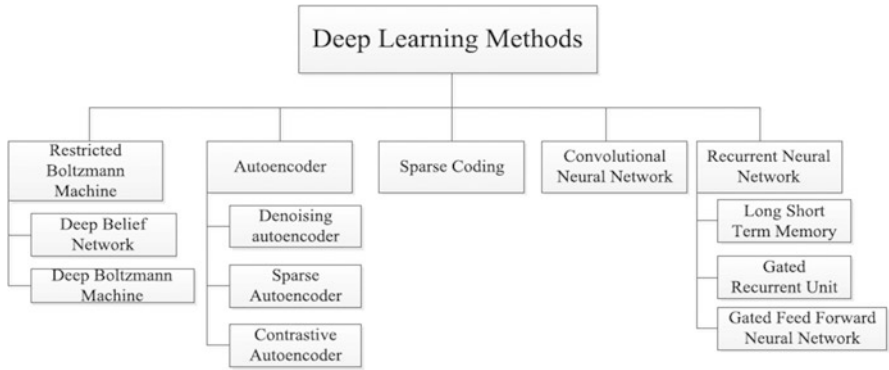 Deep Learning Methods
Restricted
Boltzmann
Machine
Deep Belief
Network
Deep Boltzmann
Machine
Autoencoder
Denoising
autoencoder
Sparse
Autoencoder
Contrastive
Autoencoder
Sparse Coding
Convolutional
Neural Network
Recurrent Neural
Network
Long Short
Term Memory
Gated
Recurrent Unit
Gated Feed Forward
Neural Network